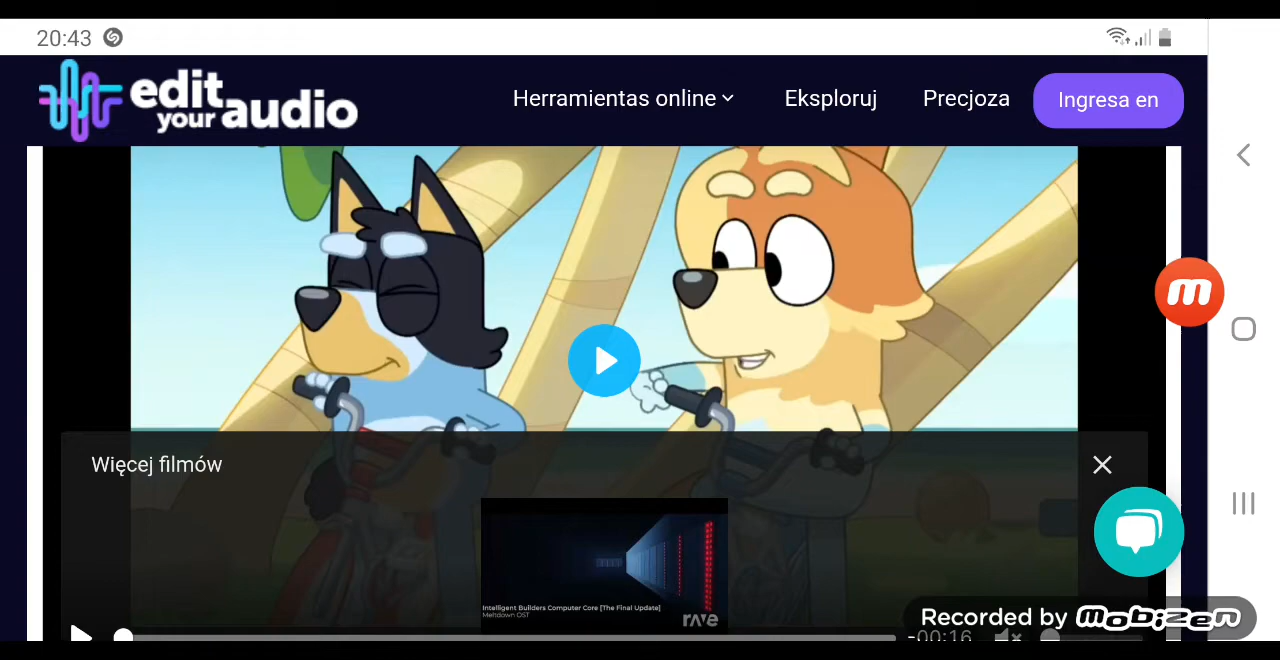 20:43
edit your audio
Herramientas online
Eksploruj
Precjoza
Ingresa en
Więcej filmów
Intelligent Builders Computer Core [The Final Update]
Meltdown OST
rave
Recorded by mobizen
-00:16